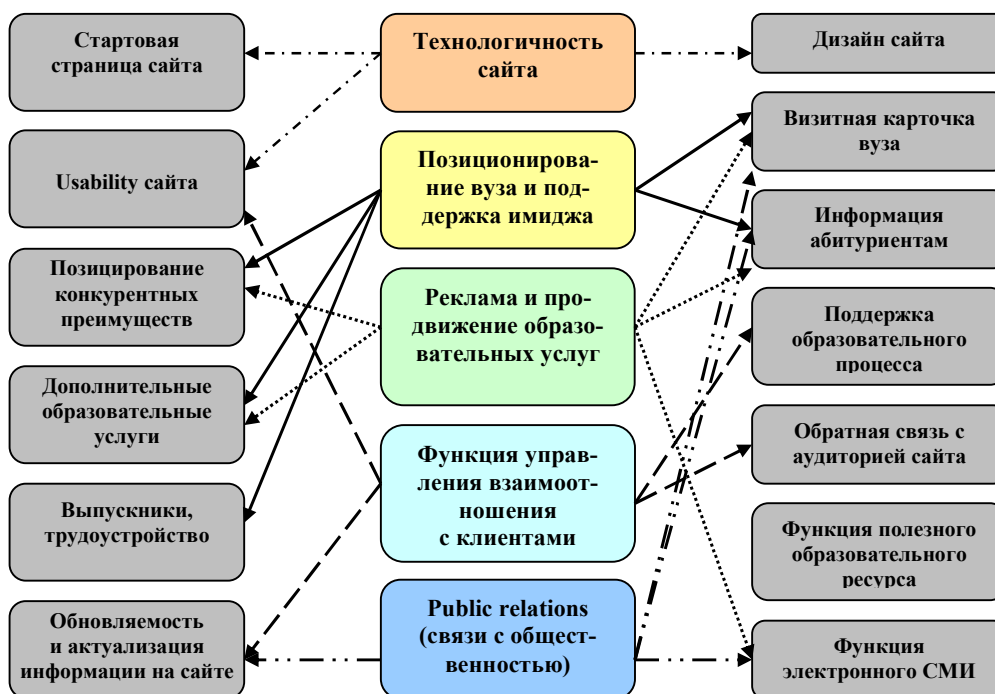 Стартовая
страница сайта
Usability сайта
Позицирование
конкурентных
преимуществ
Дополнительные
образовательные
услуги
Выпускники,
трудоустройство
Обновляемость
и актуализация
информации на сайте
Технологичность
сайта
Позиционирова-
ние вуза и под-
держка имиджа
Реклама и про-
движение образо-
вательных услуг
Функция управ-
ления взаимоот-
ношения
с клиентами
Public relations
(связи с общест-
венностью)
Дизайн сайта
Визитная карточка
вуза
Информация
абитуриентам
Поддержка
образовательного
процесса
Обратная связь с
аудиторией сайта
Функция полезного
образовательного
ресурса
Функция
электронного СМИ